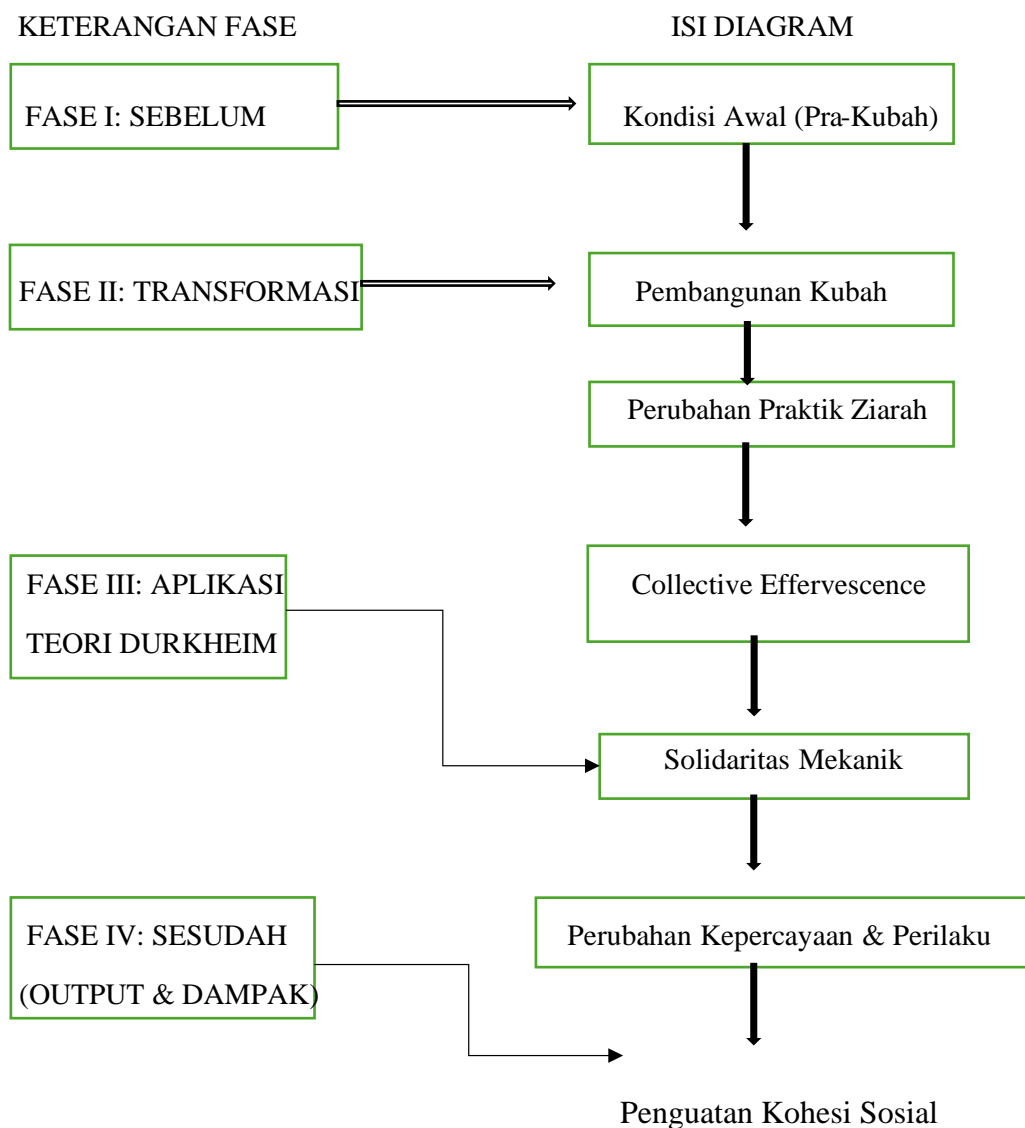 KETERANGAN FASE
ISI DIAGRAM
FASE I: SEBELUM
Kondisi Awal (Pra-Kubah)
FASE II: TRANSFORMASI
Pembangunan Kubah
Perubahan Praktik Ziarah
FASE III: APLIKASI
TEORI DURKHEIM
Collective Effervescence
Solidaritas Mekanik
FASE IV: SESUDAH
(OUTPUT & DAMPAK)
Perubahan Kepercayaan & Perilaku
Penguatan Kohesi Sosial